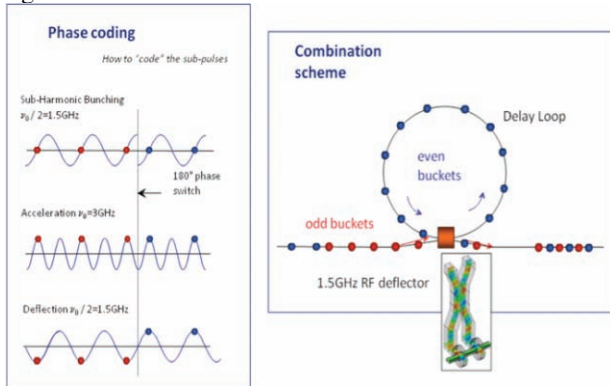 Phase coding
How to "code" the sub-pulses
Sub-Harmonic Bunching
ν₀ / 2=1.5GHz
180° phase
switch
Acceleration ν₀=3GHz
Deflection ν₀ / 2=1.5GHz
Combination
scheme
Delay Loop
even
buckets
odd buckets
1.5GHz RF deflector